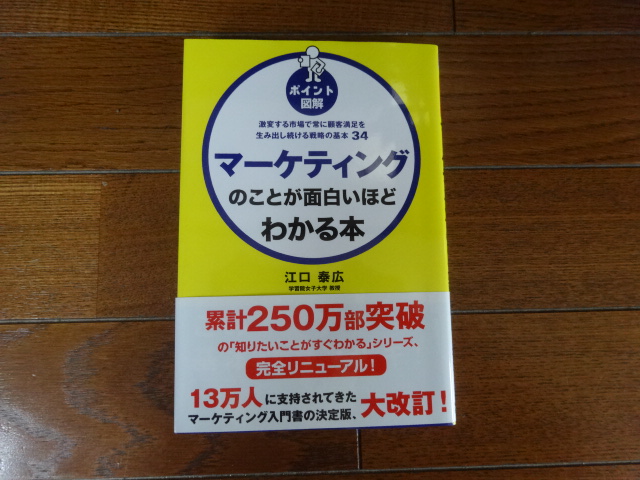 ポイント
図解
激変する市場で常に顧客満足を
生み出し続ける戦略の基本 34
マーケティング
のことが面白いほど
わかる本
江口 泰広
学習院女子大学 教授
累計250万部突破
の「知りたいことがすぐわかる」シリーズ、
完全リニューアル!
13万人に支持されてきた
マーケティング入門書の決定版、大改訂!